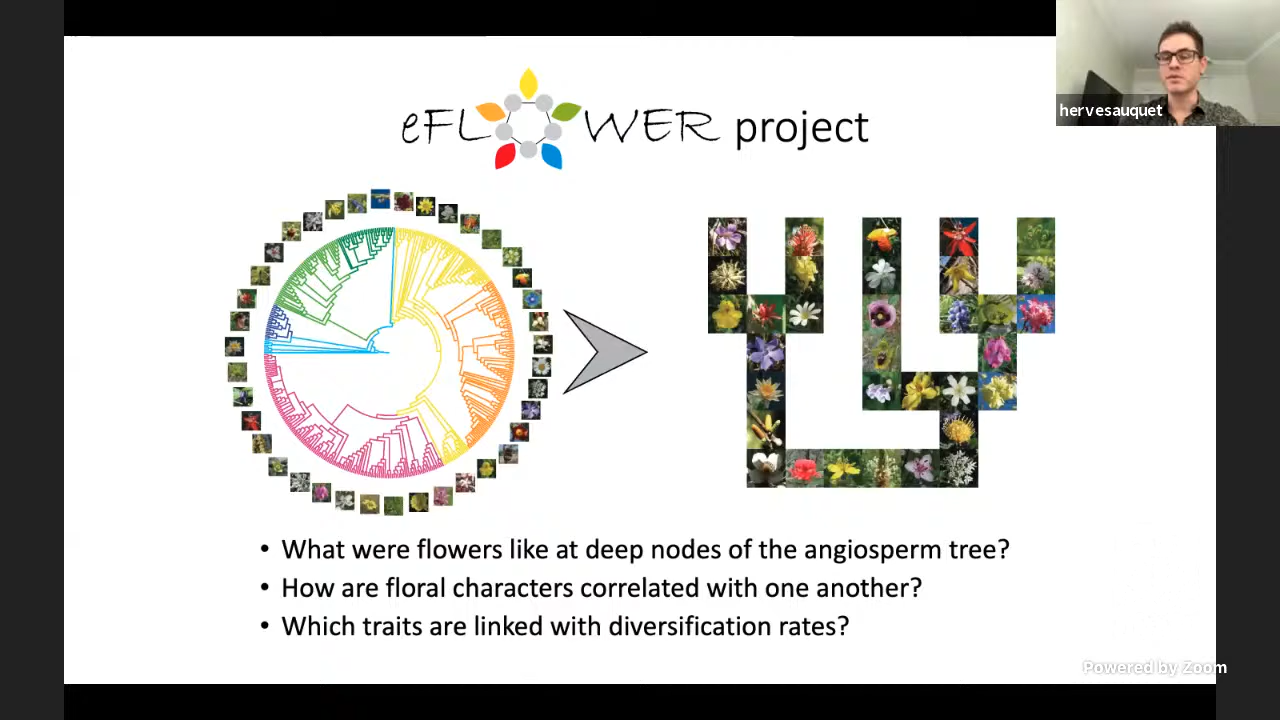 eFLOWER project
hervesauquet
• What were flowers like at deep nodes of the angiosperm tree?
• How are floral characters correlated with one another?
• Which traits are linked with diversification rates?
Powered by Zoom